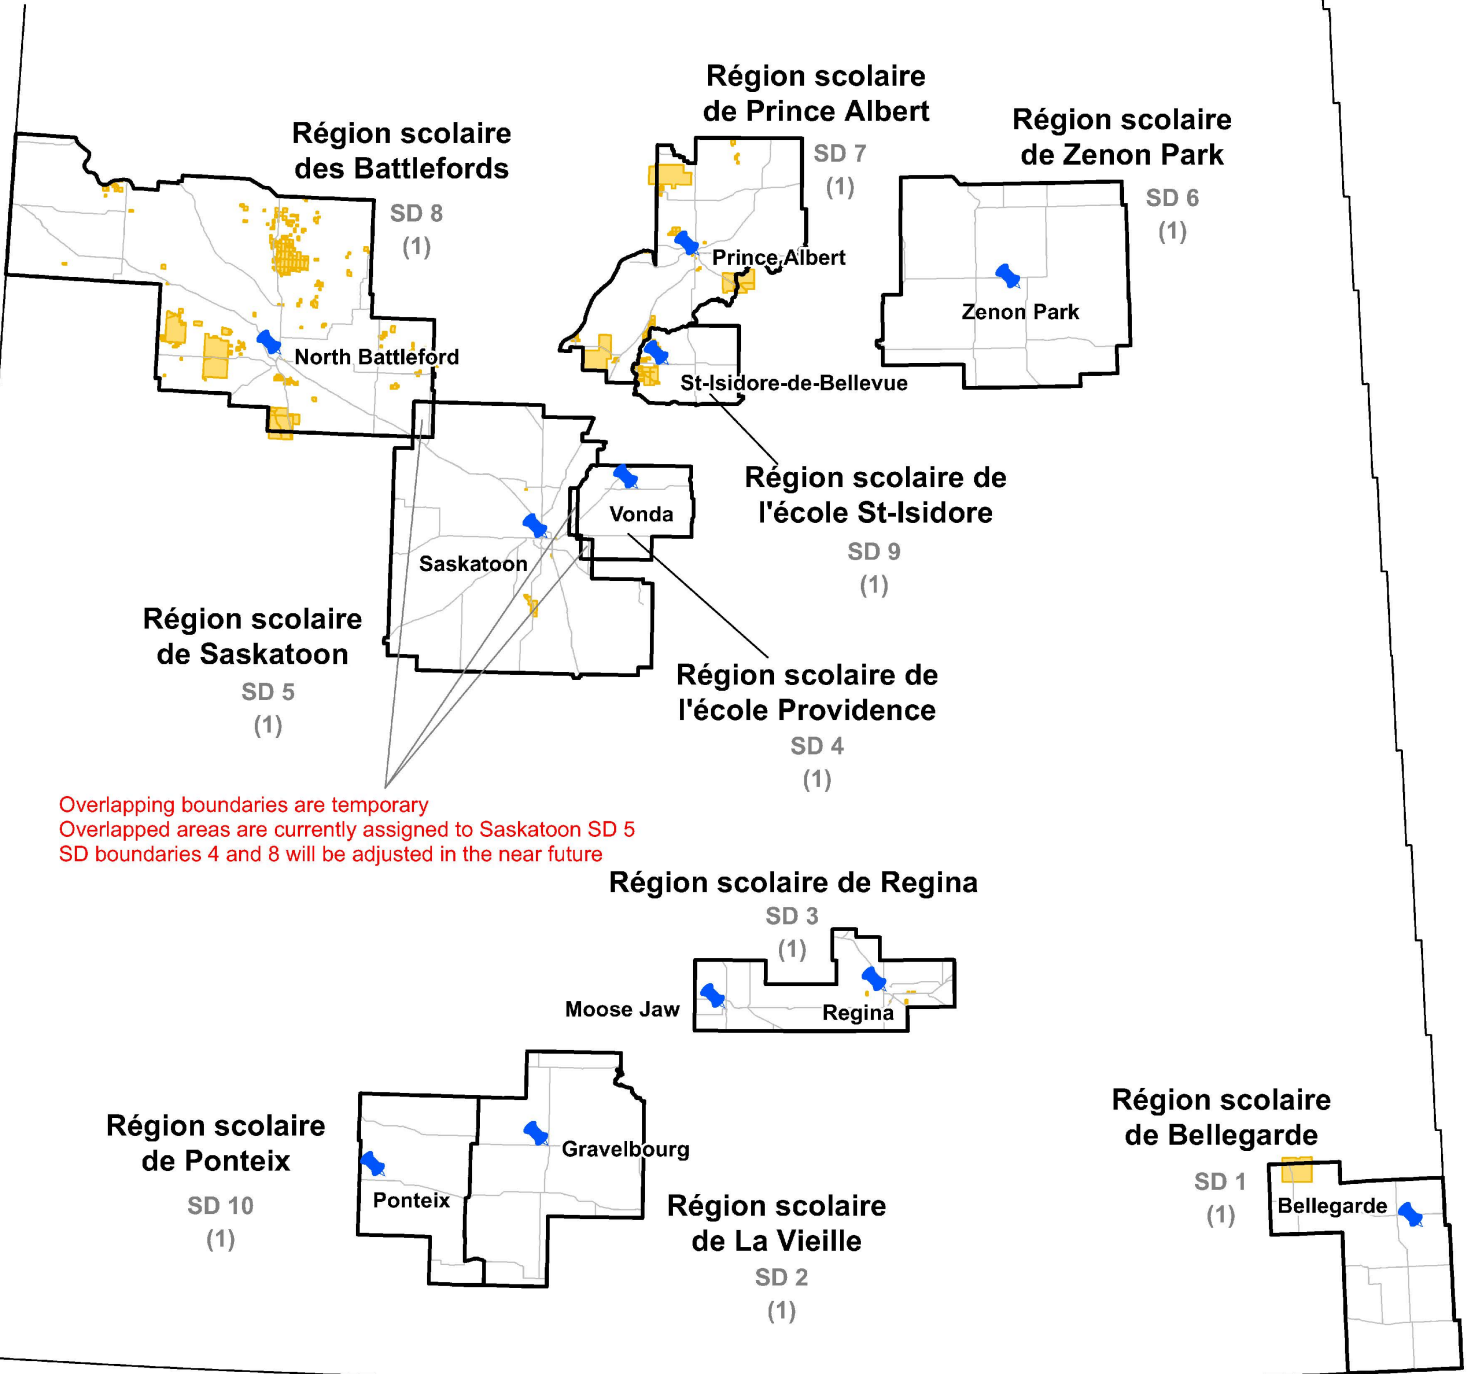 Région scolaire
de Prince Albert
SD 7
(1)
Région scolaire
des Battlefords
SD 8
(1)
Région scolaire
de Zenon Park
SD 6
(1)
Prince Albert
Zenon Park
North Battleford
St-Isidore-de-Bellevue
Région scolaire de
l'école St-Isidore
SD 9
(1)
Vonda
Saskatoon
Région scolaire
de Saskatoon
SD 5
(1)
Région scolaire de
l'école Providence
SD 4
(1)
Overlapping boundaries are temporary
Overlapped areas are currently assigned to Saskatoon SD 5
SD boundaries 4 and 8 will be adjusted in the near future
Région scolaire de Regina
SD 3
(1)
Moose Jaw
Regina
Région scolaire
de Ponteix
SD 10
(1)
Ponteix
Gravelbourg
Région scolaire
de La Vieille
SD 2
(1)
Région scolaire
de Bellegarde
SD 1
(1)
Bellegarde